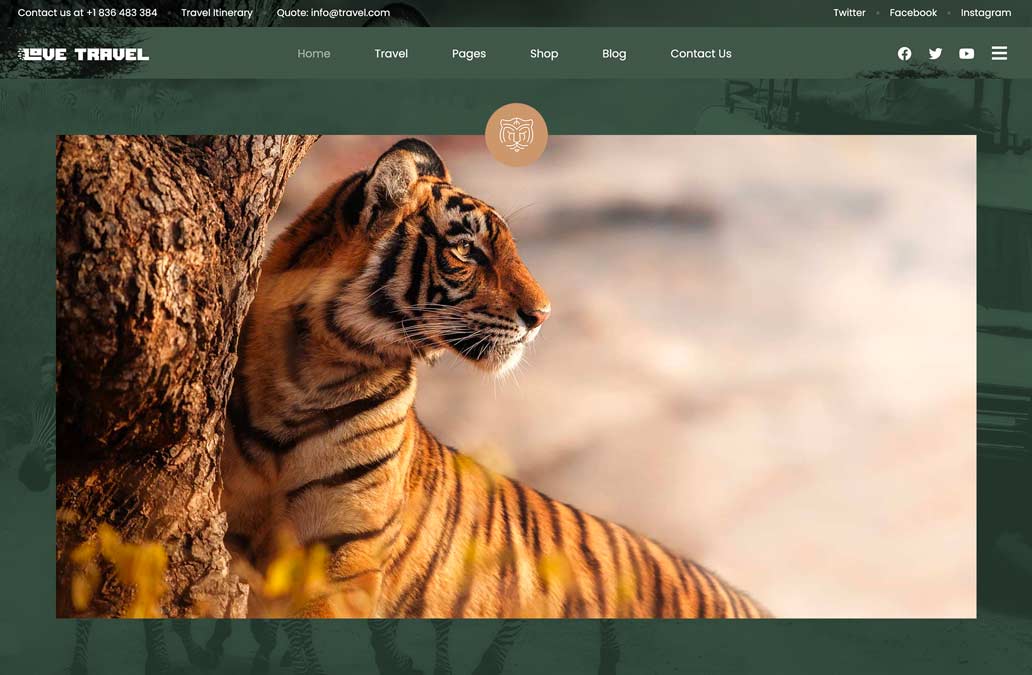 Contact us at +1 836 483 384 Travel Itinerary Quote: info@travel.com Twitter Facebook Instagram
LOVE TRAVEL Home Travel Pages Shop Blog Contact Us